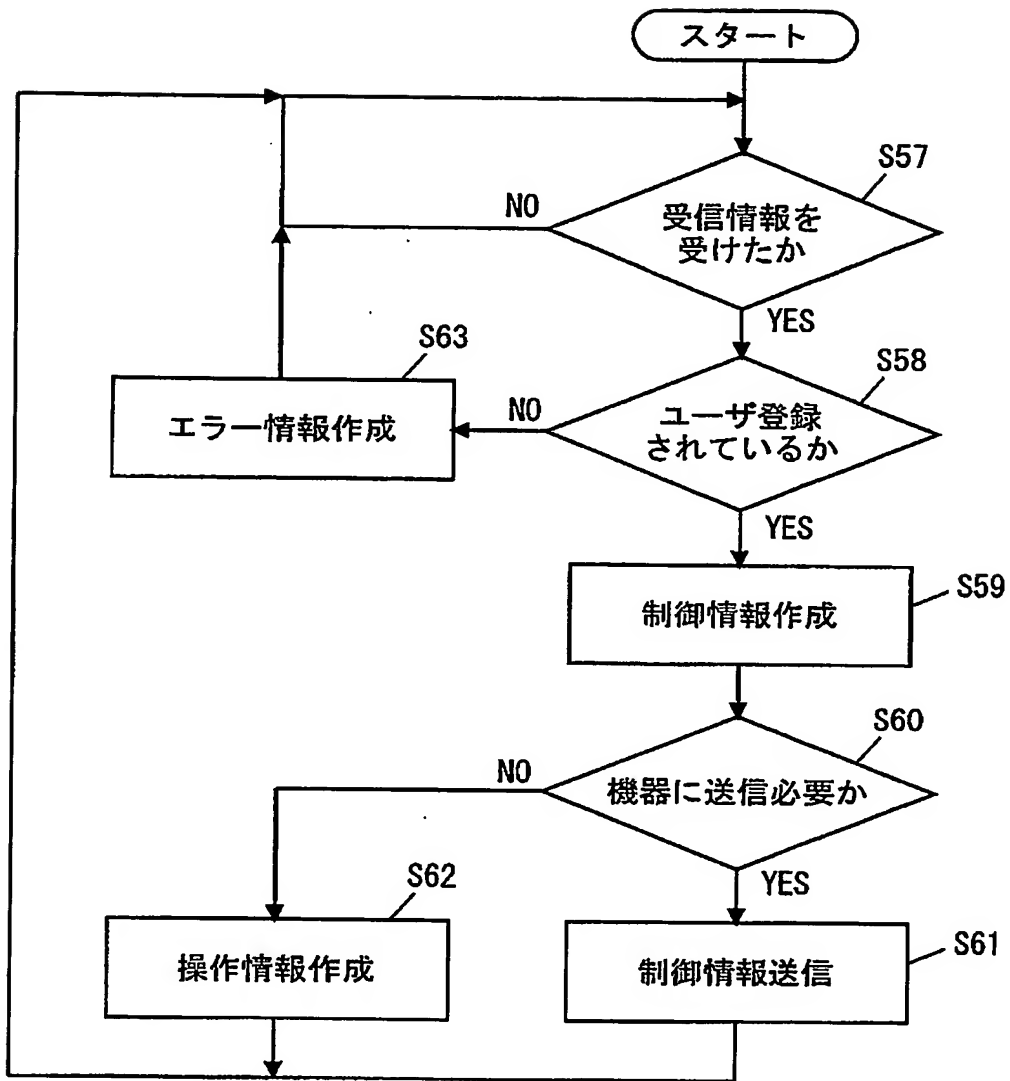 スタート
S57
受信情報を
受けたか
NO
YES
S63
エラー情報作成
S58
NO
ユーザ登録
されているか
YES
S59
制御情報作成
S60
NO
機器に送信必要か
YES
S62
操作情報作成
S61
制御情報送信